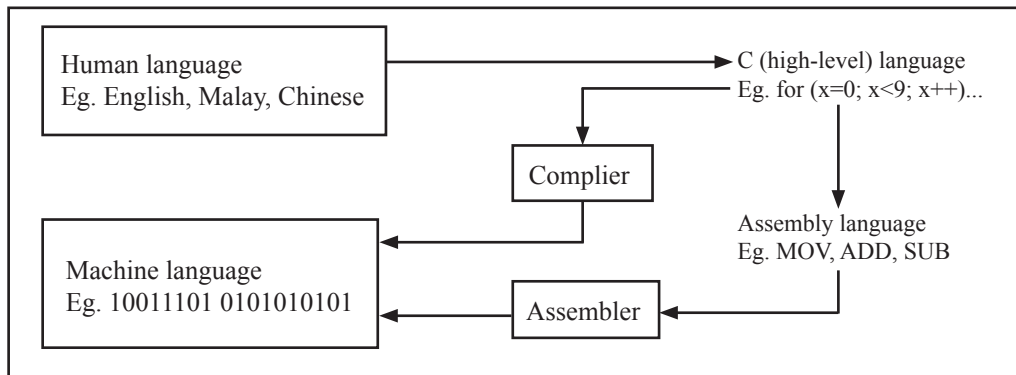 Human language
Eg. English, Malay, Chinese
C (high-level) language
Eg. for (x=0; x<9; x++)...
Complier
Assembly language
Eg. MOV, ADD, SUB
Machine language
Eg. 10011101 0101010101
Assembler